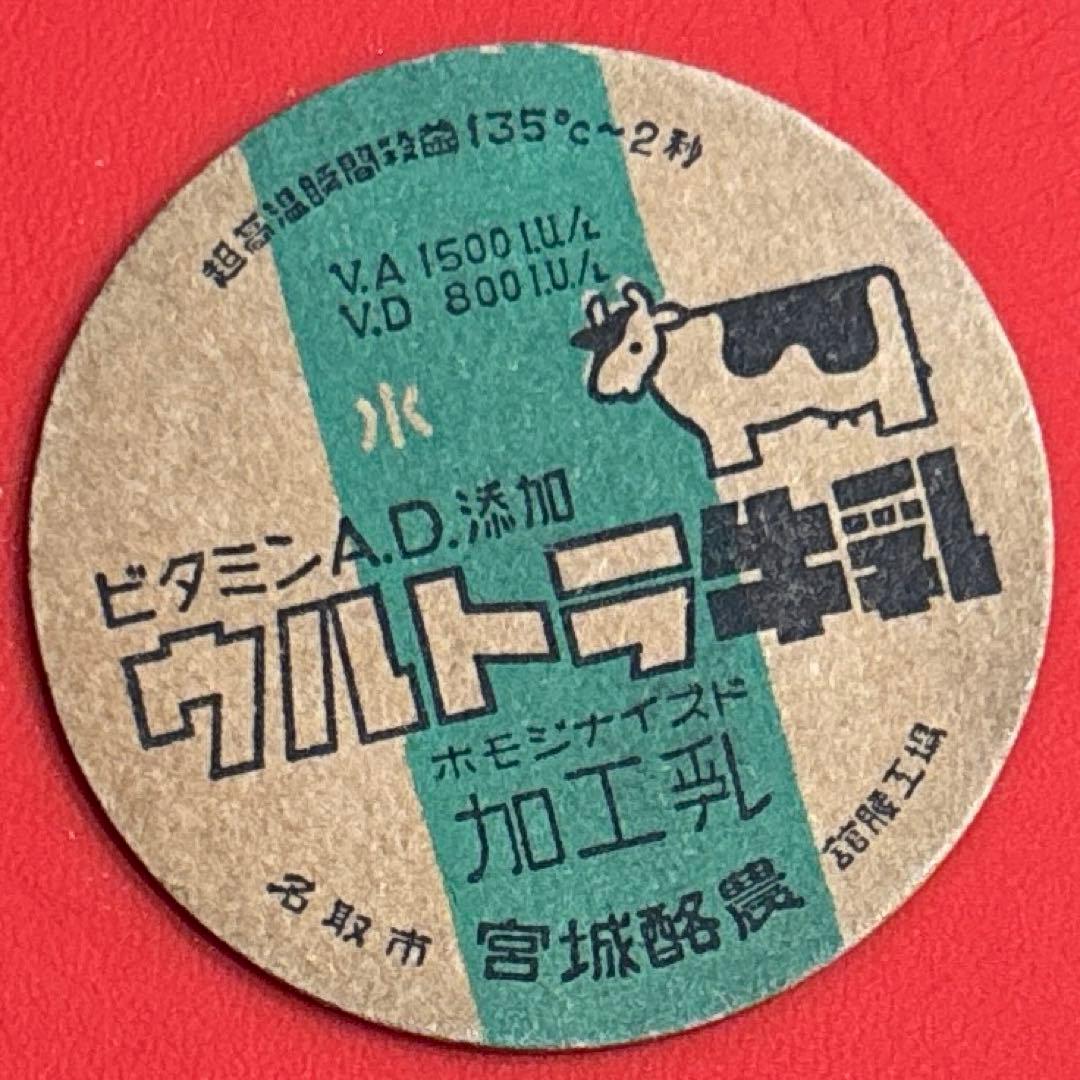 超高温瞬間殺菌135°C~2秒
V.A 1500 I.U/L
V.D 800 I.U/L
水
ビタミンA.D.添加
ウルトラ牛乳
ホモジナイズド
加工乳
名取市 宮城酪農 舘腰工場